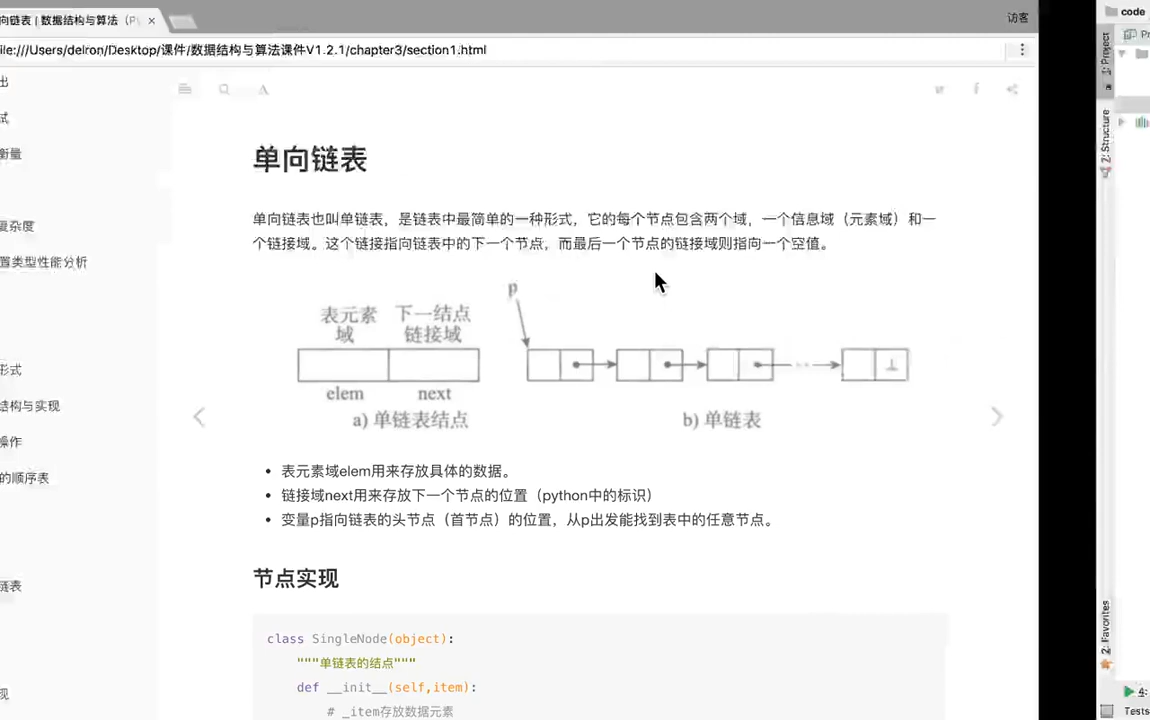 向链表 | 数据结构与算法（Py
访客
code
ile:///Users/delron/Desktop/课件/数据结构与算法课件V1.2.1/chapter3/section1.html
1: Project
Z: Structure
2: Favorites
4:
Tests
出
试
衡量
复杂度
置类型性能分析
形式
结构与实现
操作
的顺序表
链表
现
A
单向链表
单向链表也叫单链表，是链表中最简单的一种形式，它的每个节点包含两个域，一个信息域（元素域）和一
个链接域。这个链接指向链表中的下一个节点，而最后一个节点的链接域则指向一个空值。
p
表元素 下一结点
域 链接域
elem next
a) 单链表结点 b) 单链表
表元素域elem用来存放具体的数据。
链接域next用来存放下一个节点的位置（python中的标识）
变量p指向链表的头节点（首节点）的位置，从p出发能找到表中的任意节点。
节点实现
class SingleNode(object):
"""单链表的结点"""
def __init__(self,item):
# _item存放数据元素